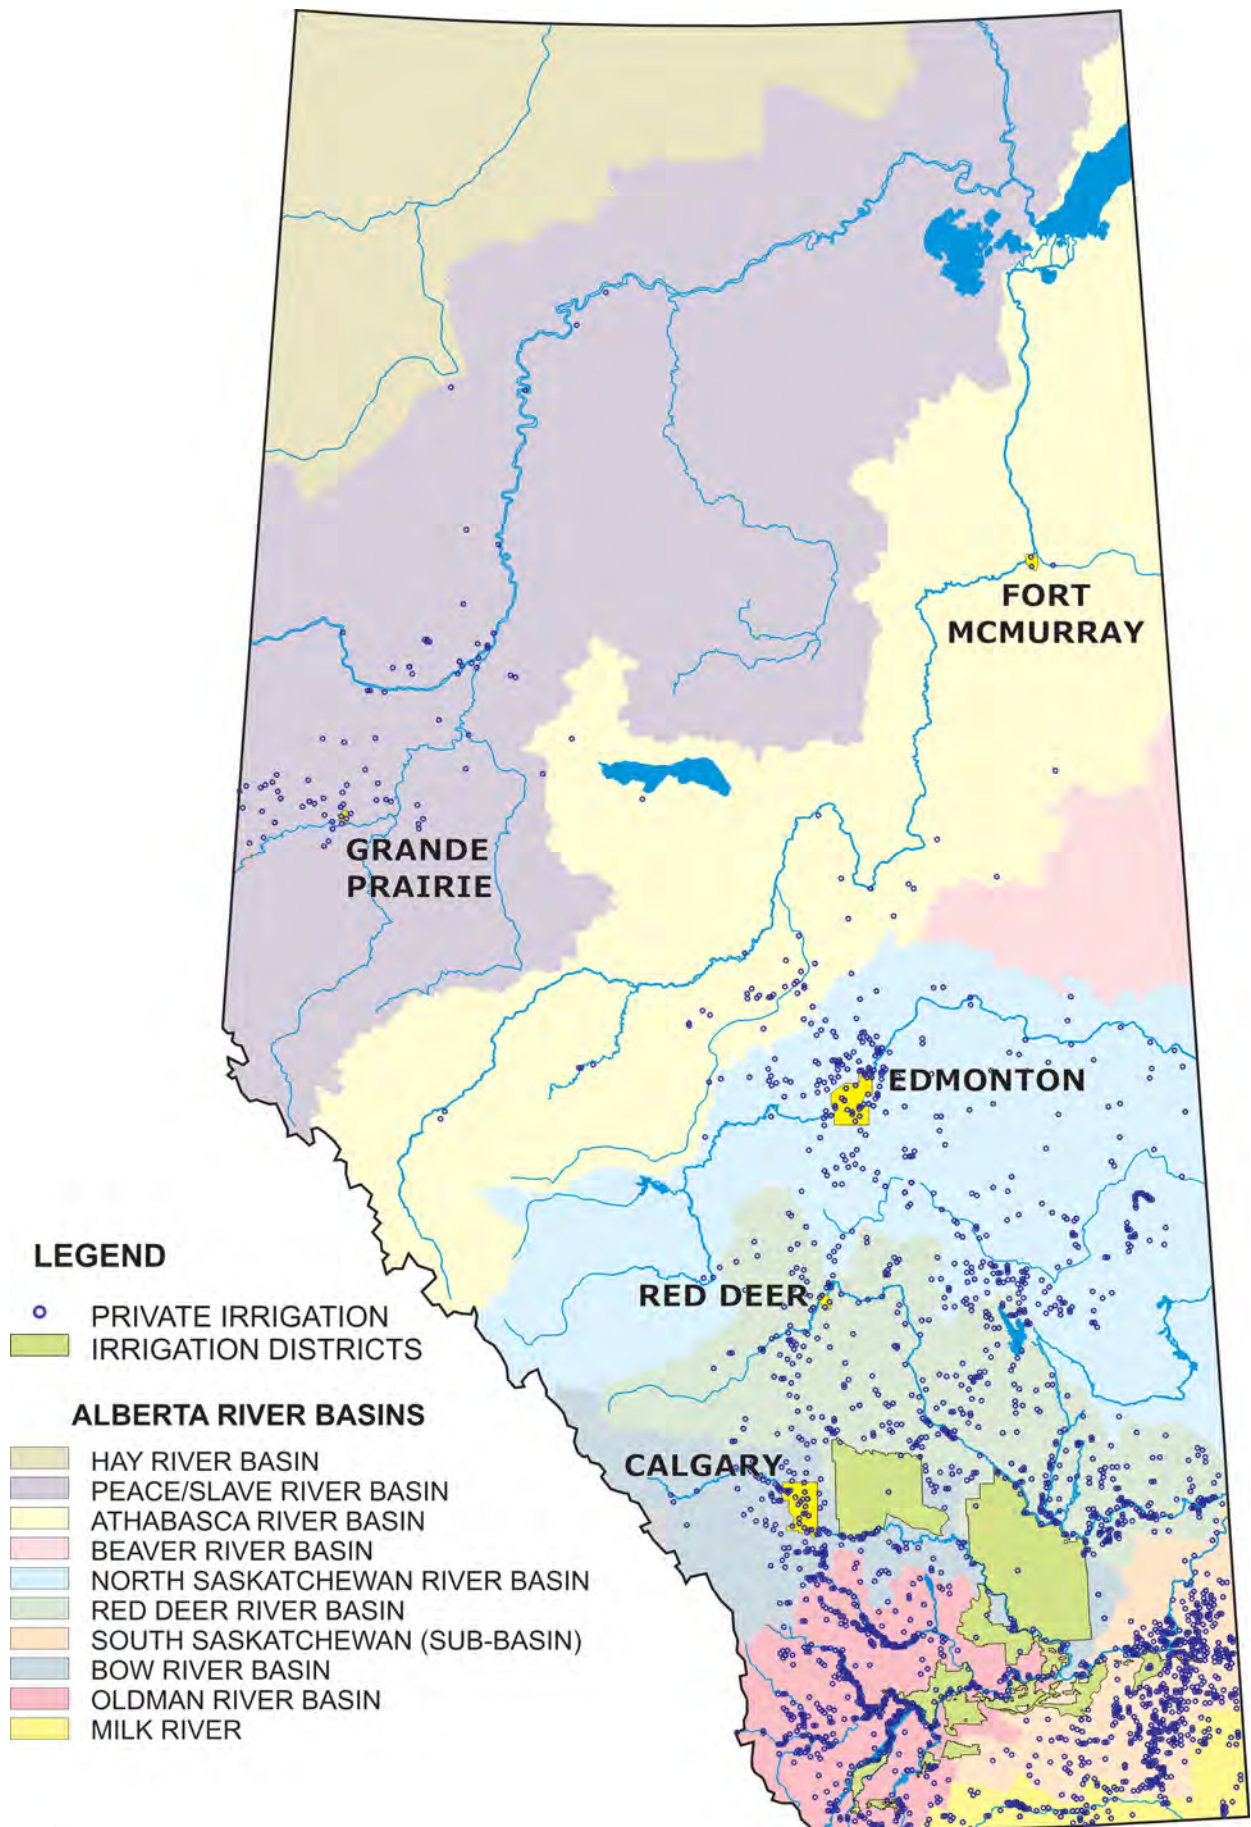 FORT
MCMURRAY
GRANDE
PRAIRIE
EDMONTON
RED DEER
CALGARY
LEGEND
PRIVATE IRRIGATION
IRRIGATION DISTRICTS
ALBERTA RIVER BASINS
HAY RIVER BASIN
PEACE/SLAVE RIVER BASIN
ATHABASCA RIVER BASIN
BEAVER RIVER BASIN
NORTH SASKATCHEWAN RIVER BASIN
RED DEER RIVER BASIN
SOUTH SASKATCHEWAN (SUB-BASIN)
BOW RIVER BASIN
OLDMAN RIVER BASIN
MILK RIVER